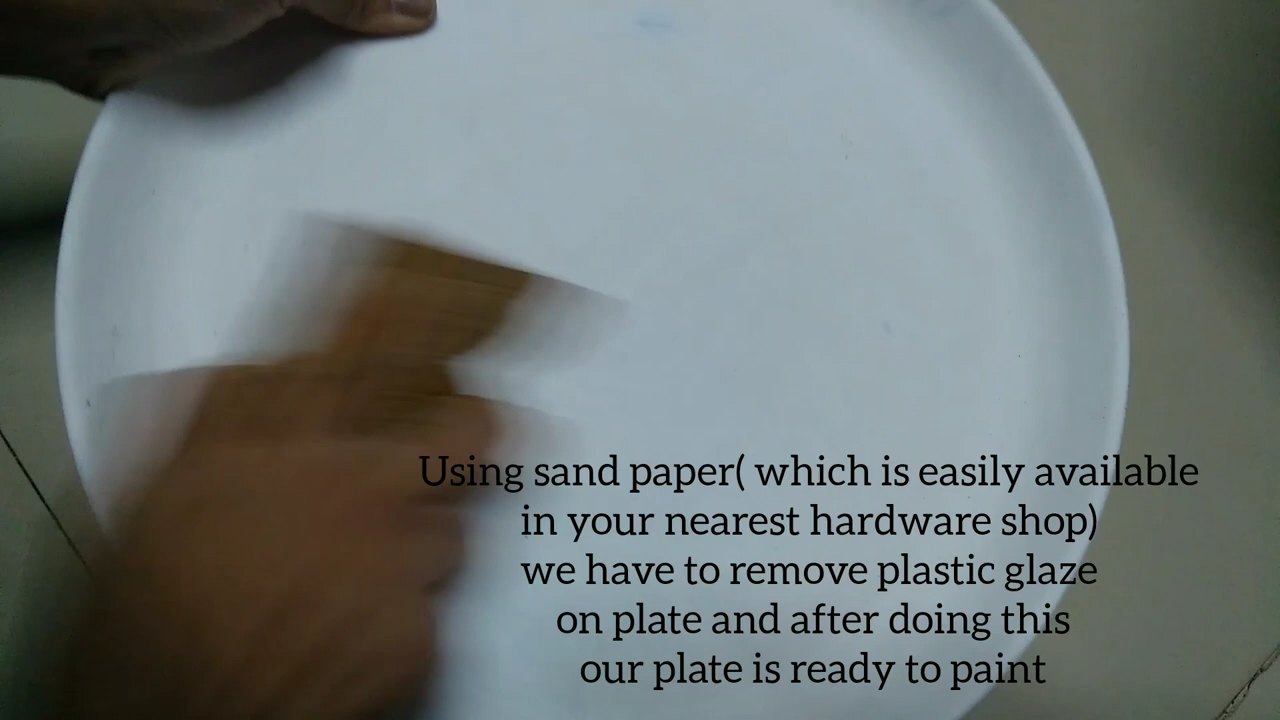 Using sand paper( which is easily available
in your nearest hardware shop)
we have to remove plastic glaze
on plate and after doing this
our plate is ready to paint